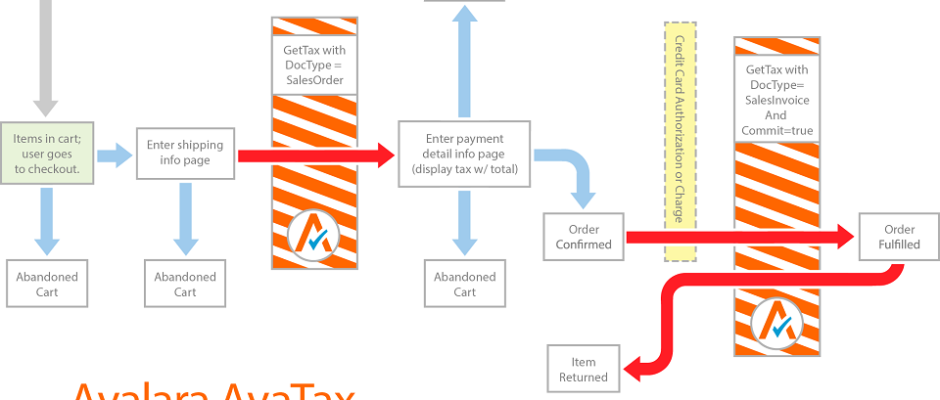 GetTax with
DocType =
SalesOrder
Credit Card Authorization or Charge
GetTax with
DocType=
SalesInvoice
And
Commit=true
Items in cart;
user goes
to checkout.
Enter shipping
info page
Enter payment
detail info page
(display tax w/ total)
Order
Confirmed
Order
Fulfilled
Abandoned
Cart
Abandoned
Cart
Abandoned
Cart
Item
Returned
Avalara AvaTax